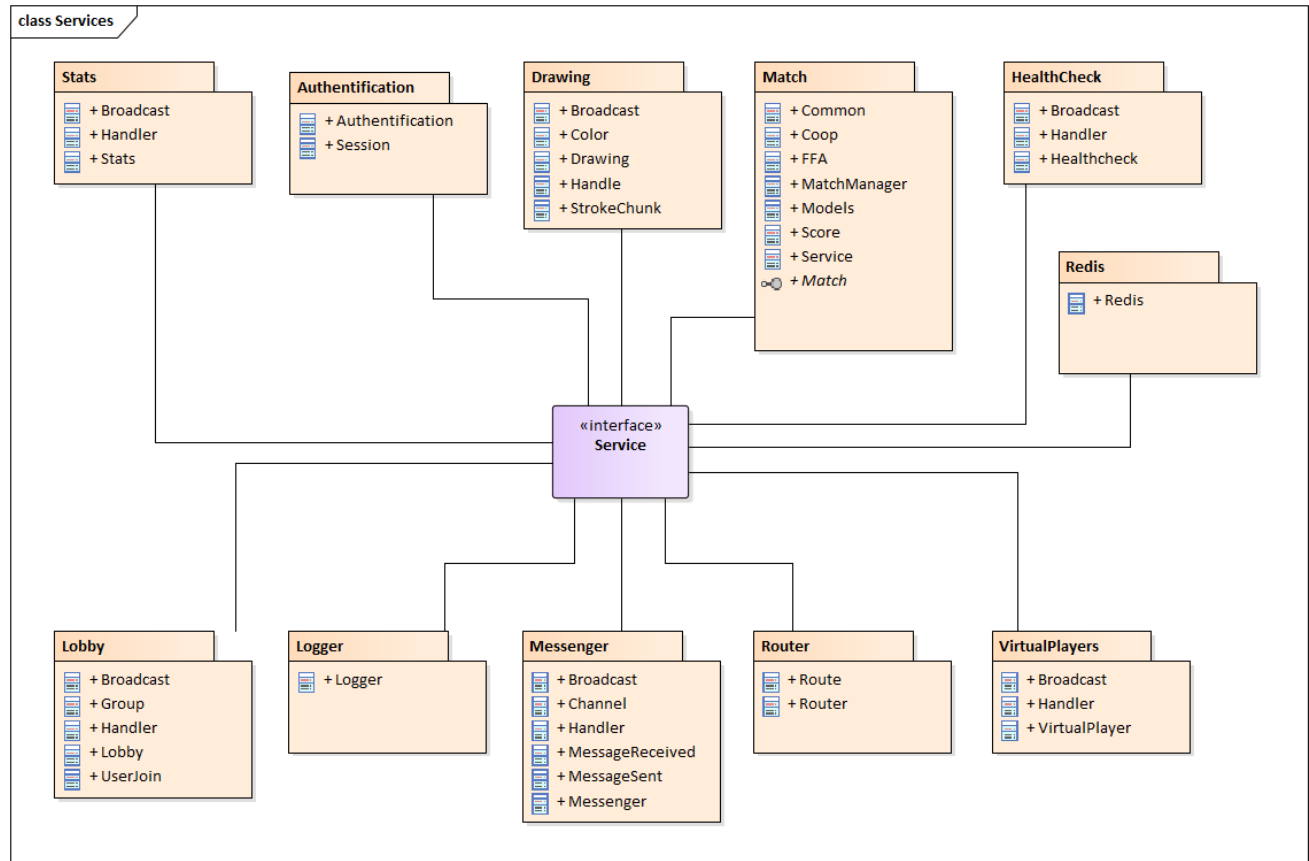 class Services
Stats
+ Broadcast
+ Handler
+ Stats
Authentification
+ Authentification
+ Session
Drawing
+ Broadcast
+ Color
+ Drawing
+ Handle
+ StrokeChunk
Match
+ Common
+ Coop
+ FFA
+ MatchManager
+ Models
+ Score
+ Service
+ Match
HealthCheck
+ Broadcast
+ Handler
+ Healthcheck
Redis
+ Redis
«interface»
Service
Lobby
+ Broadcast
+ Group
+ Handler
+ Lobby
+ UserJoin
Logger
+ Logger
Messenger
+ Broadcast
+ Channel
+ Handler
+ MessageReceived
+ MessageSent
+ Messenger
Router
+ Route
+ Router
VirtualPlayers
+ Broadcast
+ Handler
+ VirtualPlayer